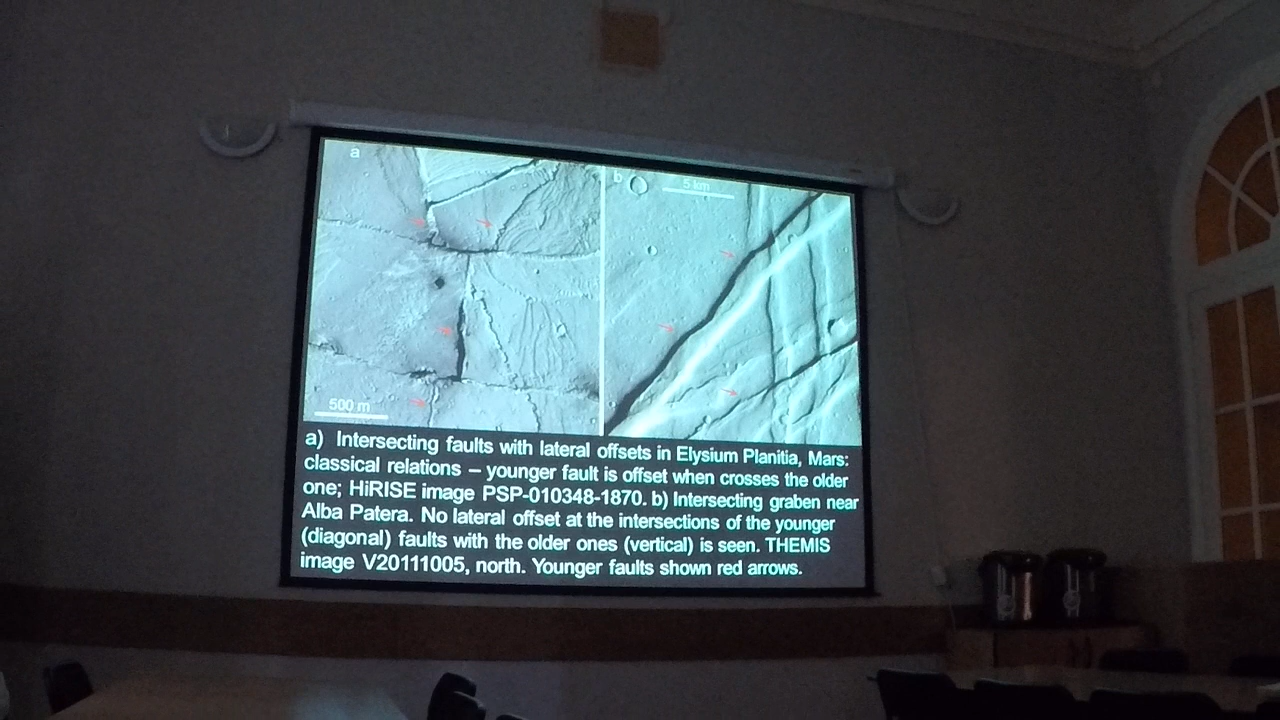 a
b
5 km
500 m
a) Intersecting faults with lateral offsets in Elysium Planitia, Mars:
classical relations – younger fault is offset when crosses the older
one; HiRISE image PSP-010348-1870. b) Intersecting graben near
Alba Patera. No lateral offset at the intersections of the younger
(diagonal) faults with the older ones (vertical) is seen. THEMIS
image V20111005, north. Younger faults shown red arrows.